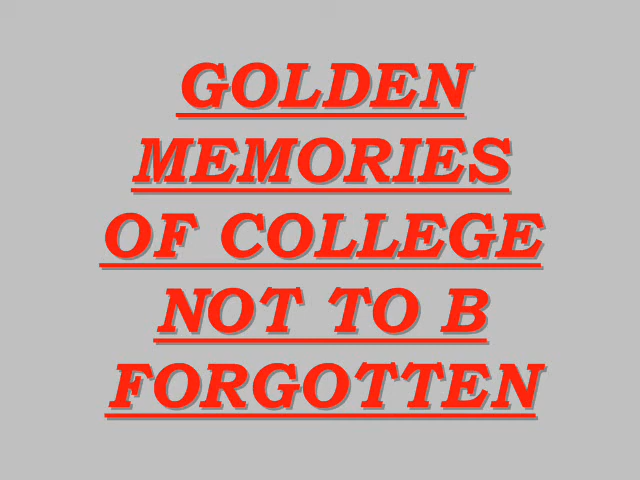 GOLDEN
MEMORIES
OF COLLEGE
NOT TO B
FORGOTTEN